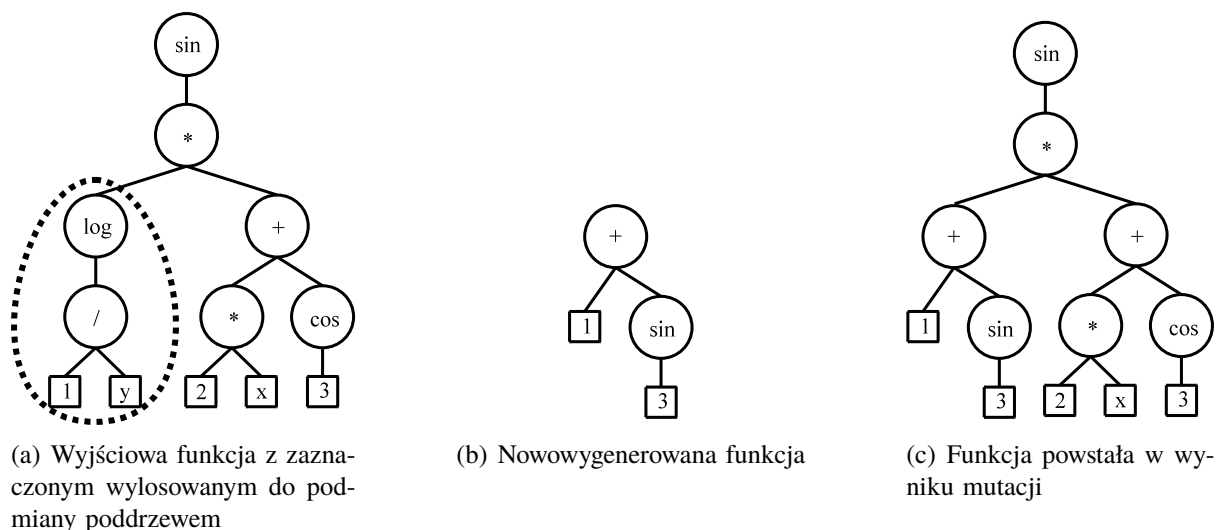 sin
*
log
+
/
*
cos
1
y
2
x
3
(a) Wyjściowa funkcja z zazna-
czonym wylosowanym do pod-
miany poddrzewem
+
1
sin
3
(b) Nowowygenerowana funkcja
sin
*
+
+
1
sin
*
cos
3
2
x
3
(c) Funkcja powstała w wy-
niku mutacji